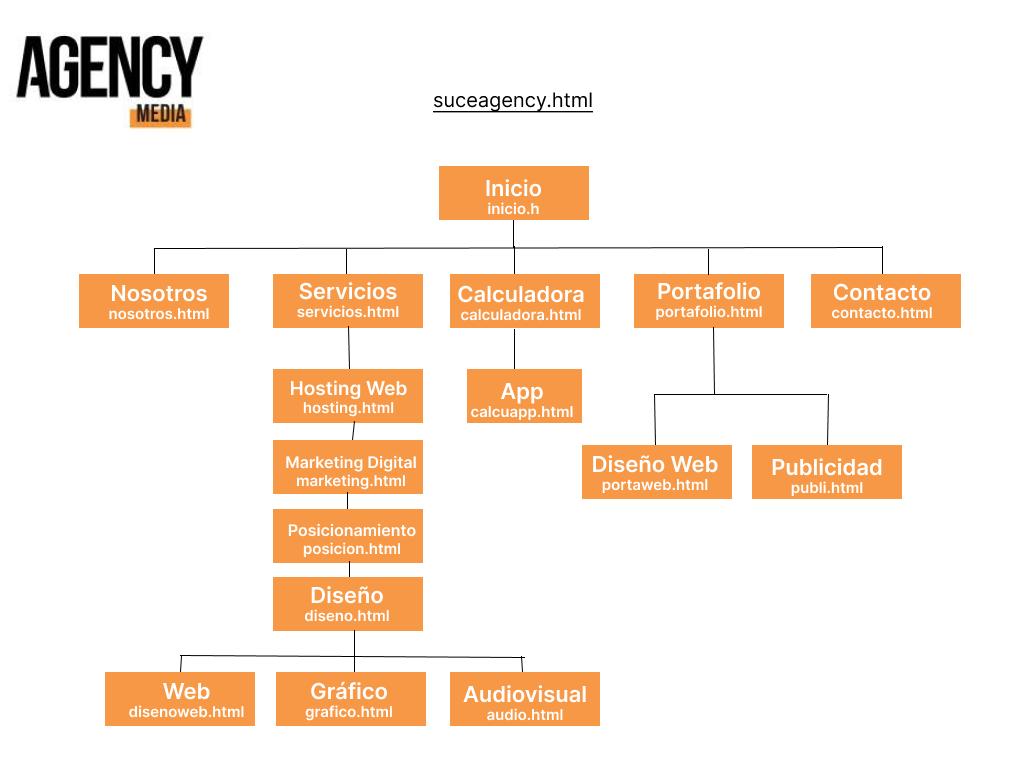 AGENCY
MEDIA
suceagency.html
Inicio
inicio.h
Nosotros
nosotros.html
Servicios
servicios.html
Calculadora
calculadora.html
Portafolio
portafolio.html
Contacto
contacto.html
Hosting Web
hosting.html
App
calcuapp.html
Marketing Digital
marketing.html
Diseño Web
portaweb.html
Publicidad
publi.html
Posicionamiento
posicion.html
Diseño
diseno.html
Web
disenoweb.html
Gráfico
grafico.html
Audiovisual
audio.html